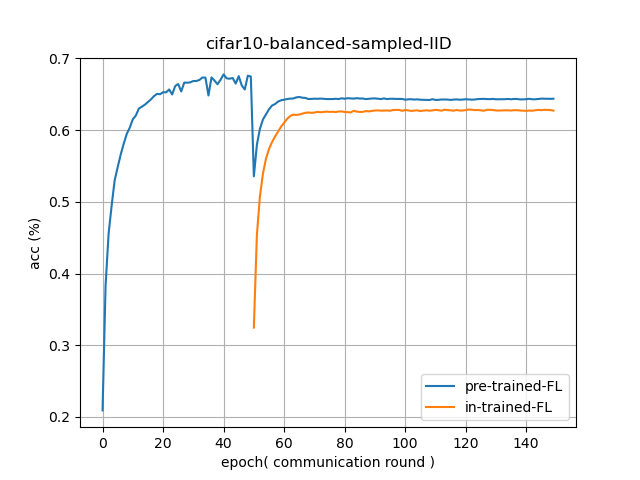 cifar10-balanced-sampled-IID
acc (%)
0.7
0.6
0.5
0.4
0.3
0.2
0 20 40 60 80 100 120 140
epoch( communication round )
pre-trained-FL
in-trained-FL